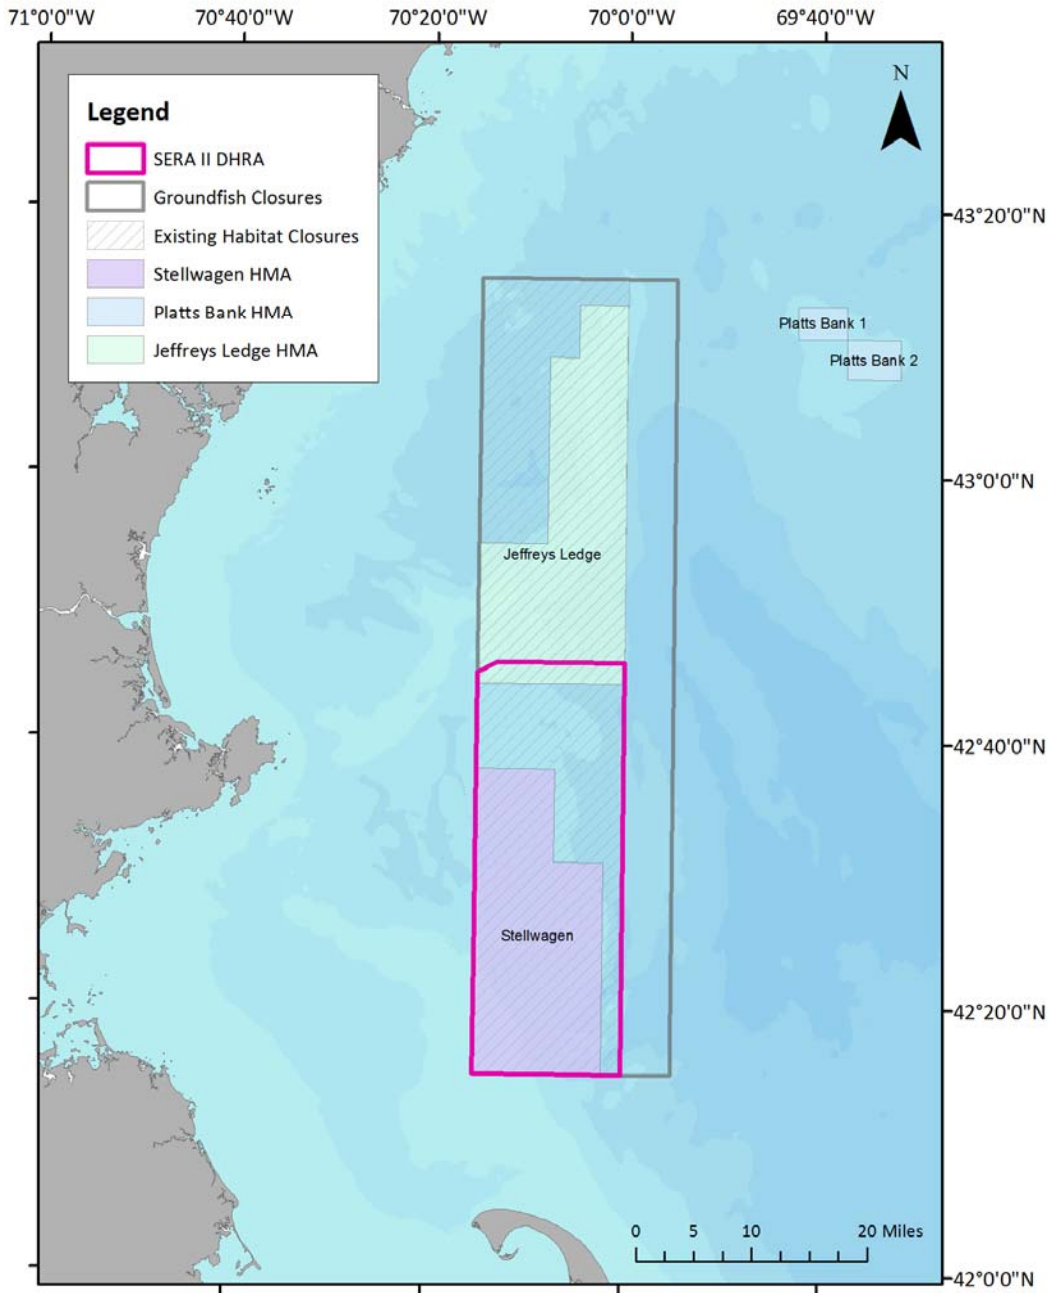 71°0'0"W 70°40'0"W 70°20'0"W 70°0'0"W 69°40'0"W
N
Legend
SERA II DHRA
Groundfish Closures
Existing Habitat Closures
Stellwagen HMA
Platts Bank HMA
Jeffreys Ledge HMA
43°20'0"N
Platts Bank 1
Platts Bank 2
43°0'0"N
Jeffreys Ledge
42°40'0"N
Stellwagen
42°20'0"N
0 5 10 20 Miles
42°0'0"N